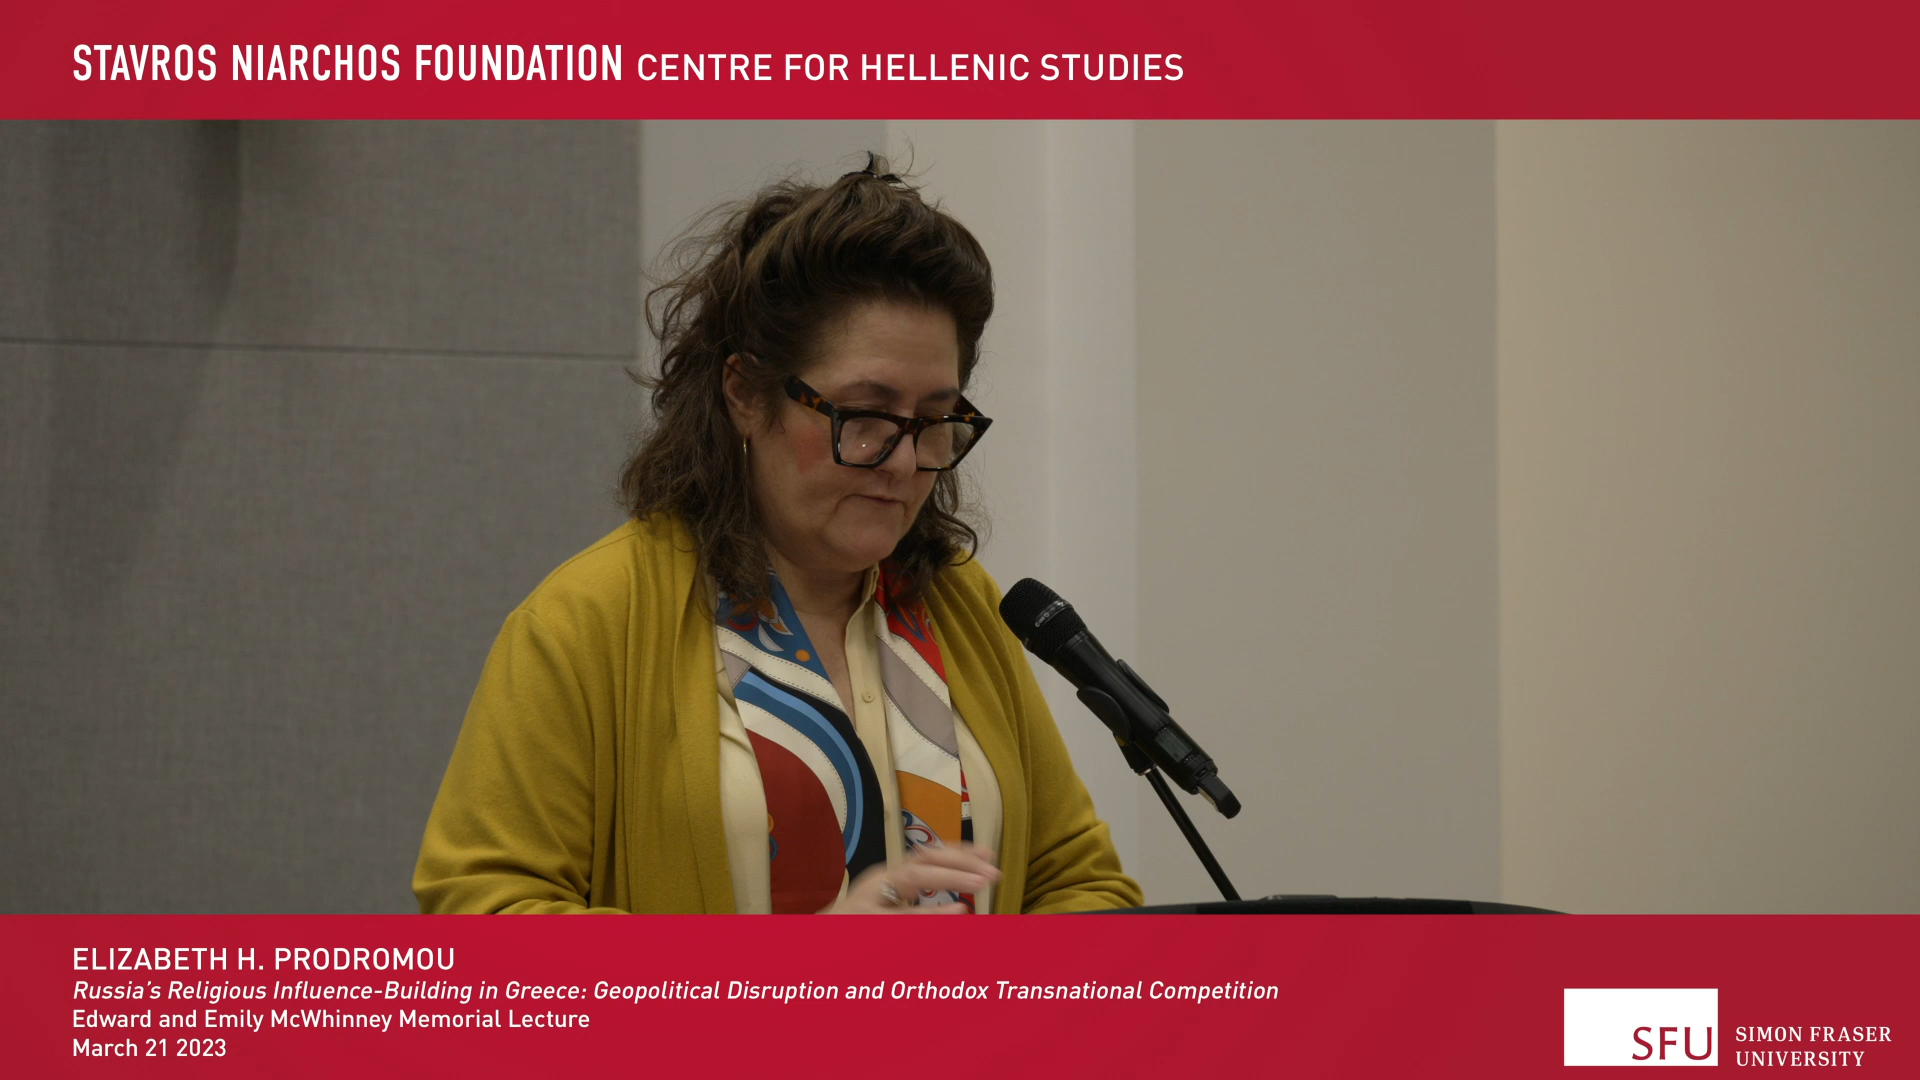 STAVROS NIARCHOS FOUNDATION CENTRE FOR HELLENIC STUDIES
ELIZABETH H. PRODROMOU
Russia's Religious Influence-Building in Greece: Geopolitical Disruption and Orthodox Transnational Competition
Edward and Emily McWhinney Memorial Lecture
March 21 2023
SFU
SIMON FRASER
UNIVERSITY